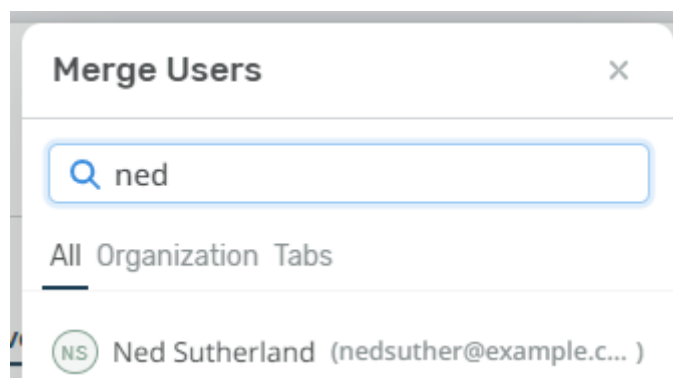 Merge Users
ned
All Organization Tabs
NS Ned Sutherland (nedsuther@example.c... )